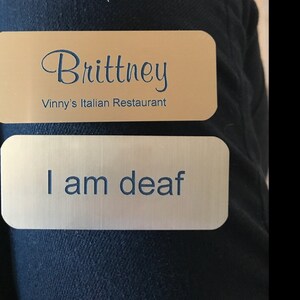 Brittney
Vinny's Italian Restaurant
I am deaf